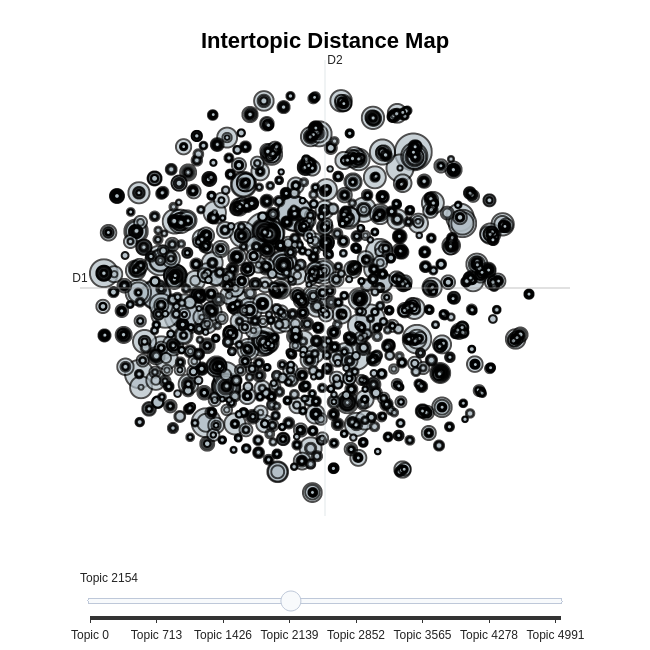 Intertopic Distance Map
D2
D1
Topic 2154
Topic 0 Topic 713 Topic 1426 Topic 2139 Topic 2852 Topic 3565 Topic 4278 Topic 4991